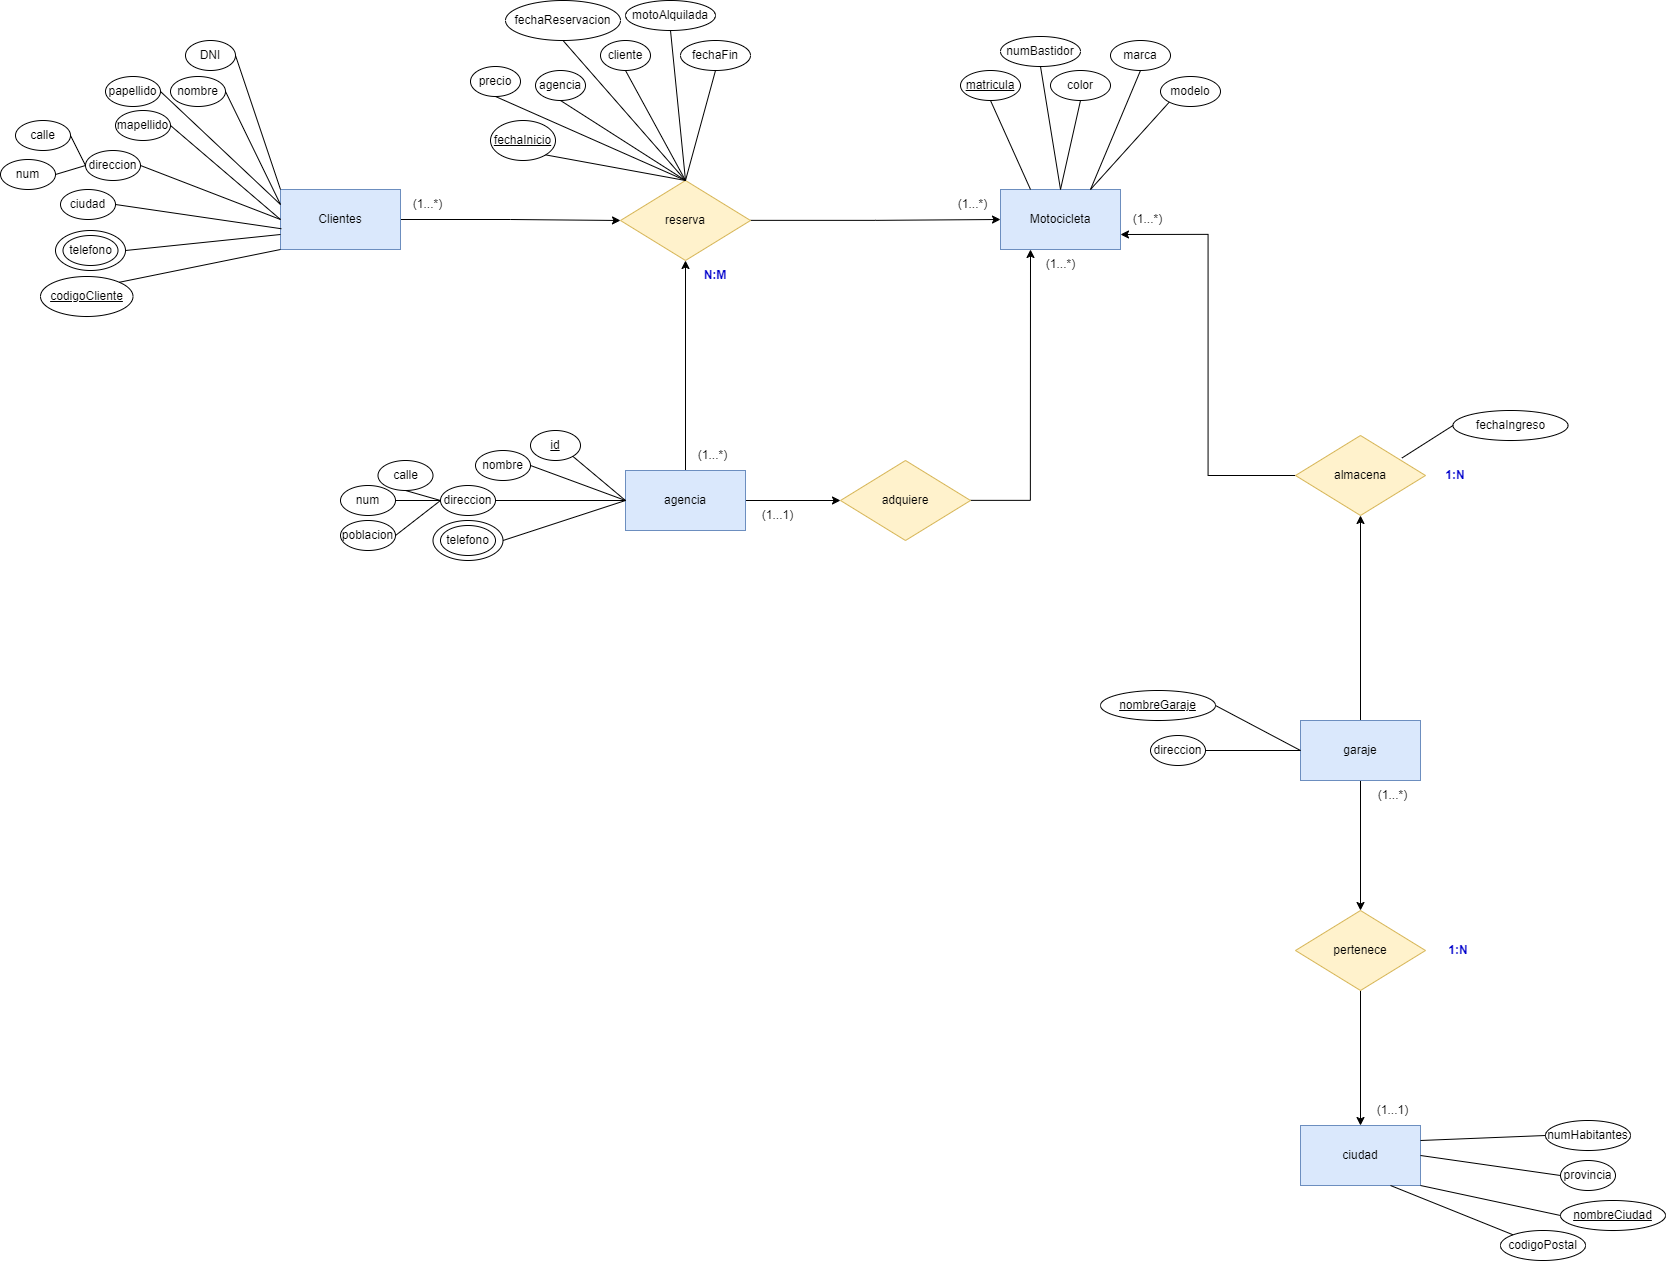 fechaReservacion
motoAlquilada
DNI
cliente
fechaFin
numBastidor
marca
papellido
nombre
precio
agencia
matricula
color
modelo
calle
mapellido
fechaInicio
num
direccion
ciudad
(1...*)
(1...*)
Clientes
reserva
Motocicleta
(1...*)
telefono
N:M
(1...*)
codigoCliente
fechaIngreso
id
(1...*)
nombre
calle
almacena
1:N
num
direccion
agencia
adquiere
(1...1)
poblacion
telefono
nombreGaraje
direccion
garaje
(1...*)
pertenece
1:N
(1...1)
numHabitantes
ciudad
provincia
nombreCiudad
codigoPostal